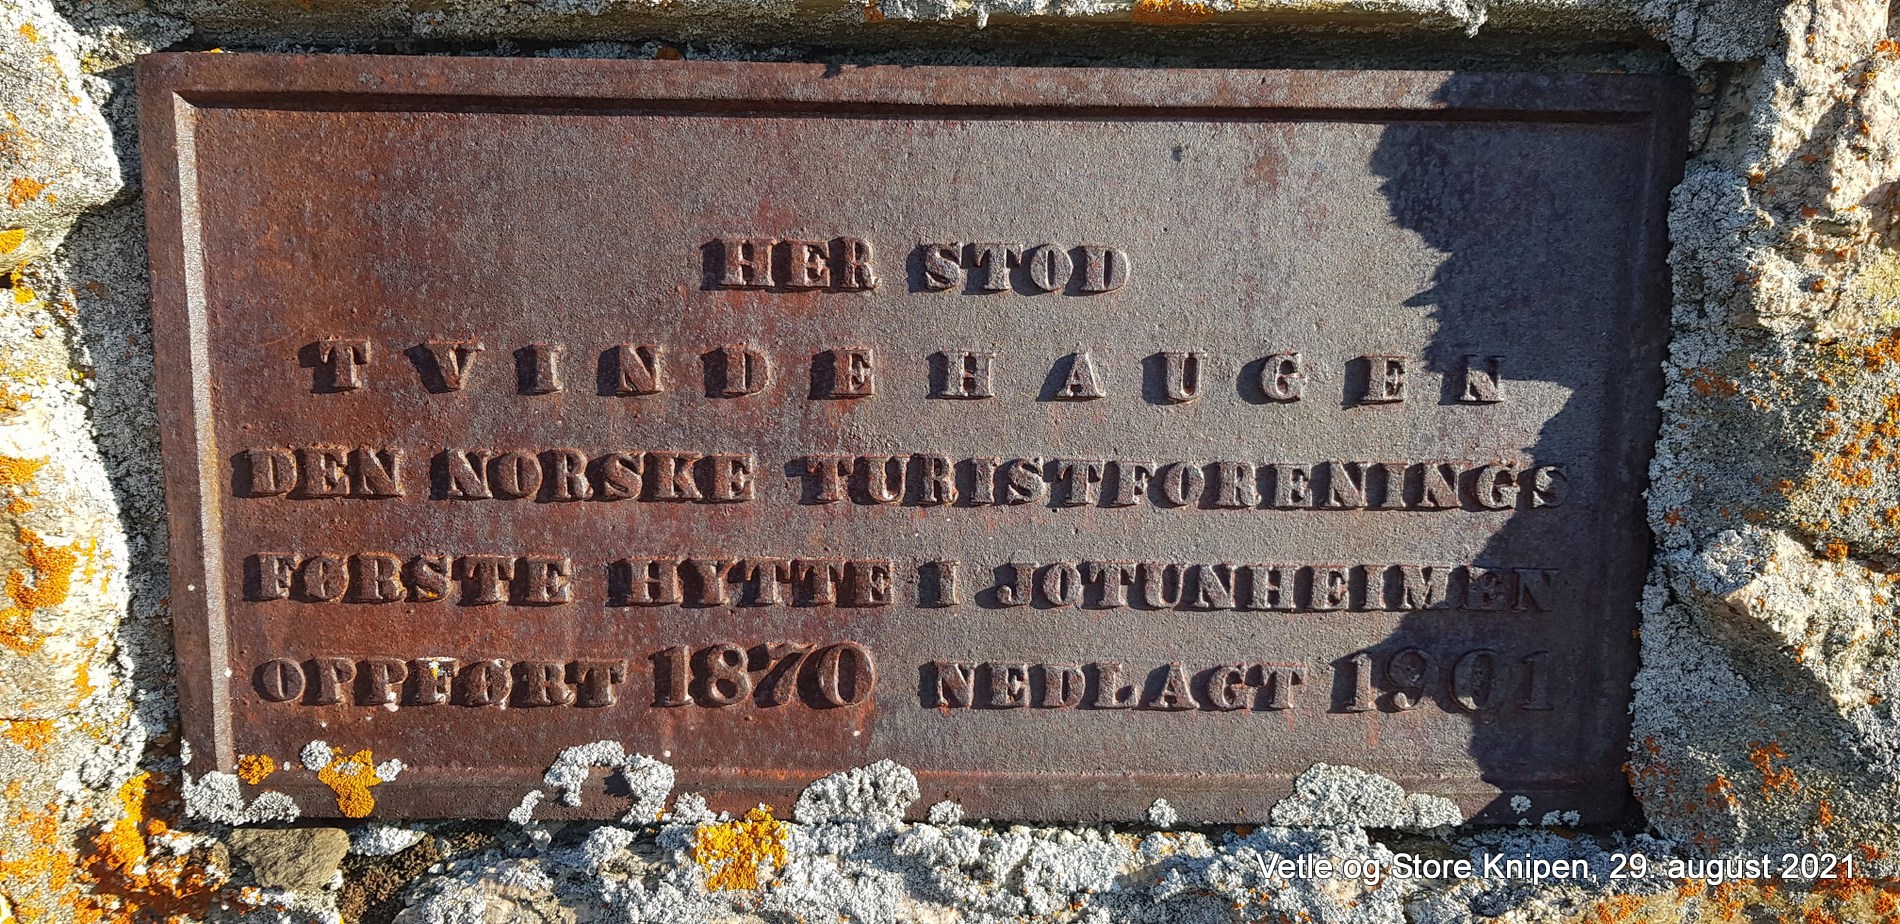 HER STOD
TVINDEHAUGEN
DEN NORSKE TURISTFORENINGS
FØRSTE HYTTE I JOTUNHEIMEN
OPPFØRT 1870 NEDLAGT 1901
Vetle og Store Knipen, 29. august 2021.